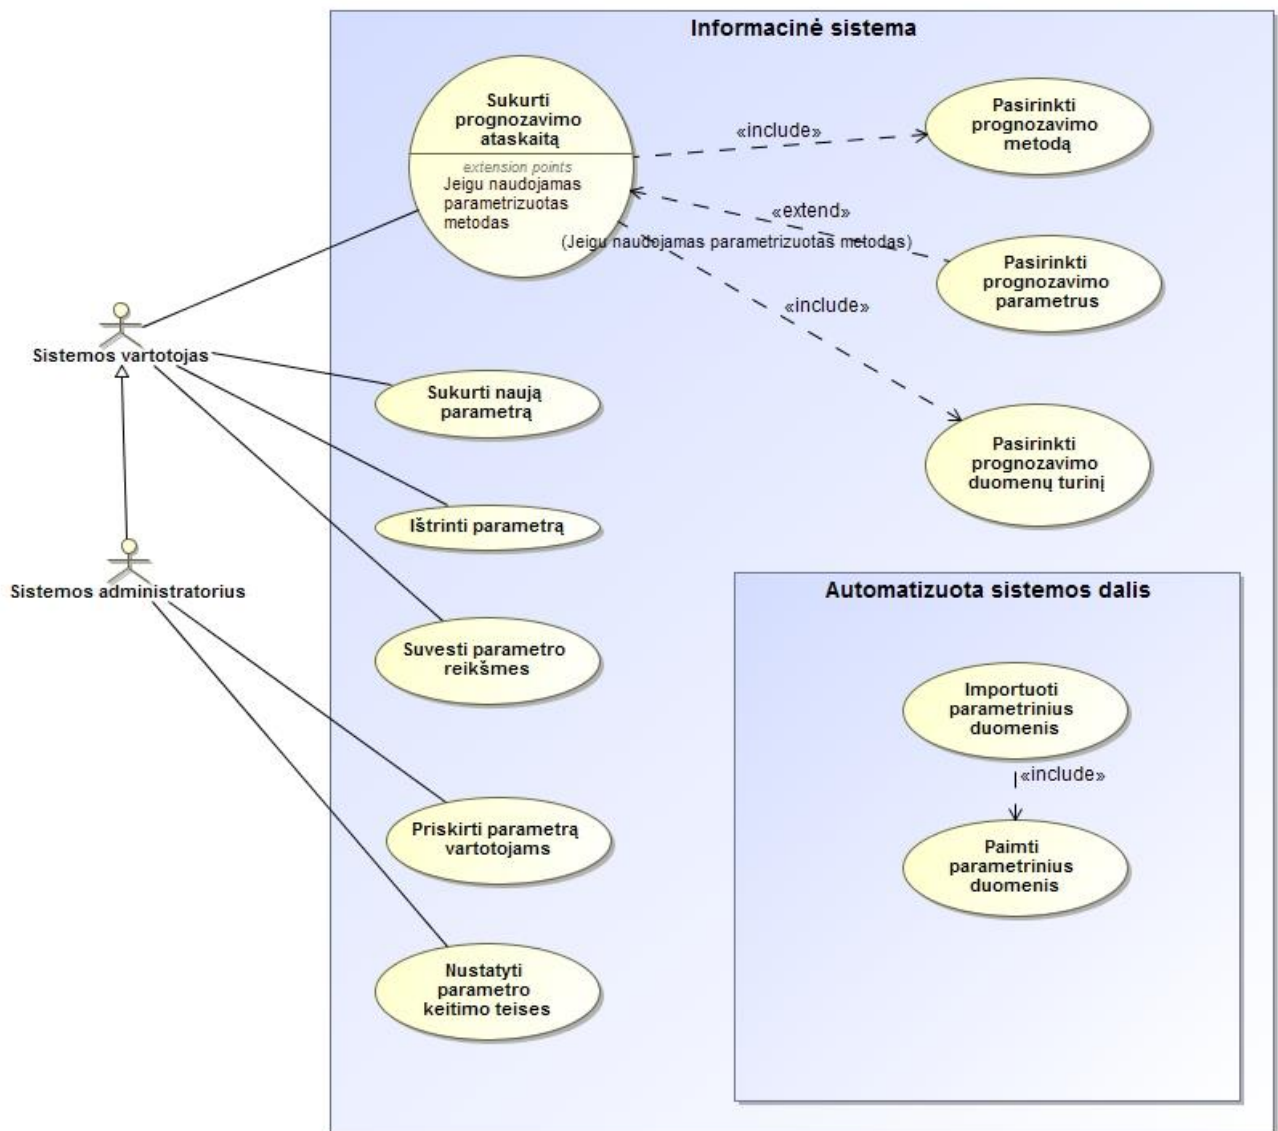 Informacinė sistema
Sukurti
prognozavimo
ataskaitą
extension points
Jeigu naudojamas
parametrizuotas
metodas
«include»
Pasirinkti
prognozavimo
metodą
«extend»
(Jeigu naudojamas parametrizuotas metodas)
Pasirinkti
prognozavimo
parametrus
«include»
Pasirinkti
prognozavimo
duomenų turinį
Sistemos vartotojas
Sukurti naują
parametrą
Ištrinti parametrą
Sistemos administratorius
Suvesti parametro
reikšmes
Priskirti parametrą
vartotojams
Nustatyti
parametro
keitimo teises
Automatizuota sistemos dalis
Importuoti
parametrinius
duomenis
«include»
Paimti
parametrinius
duomenis